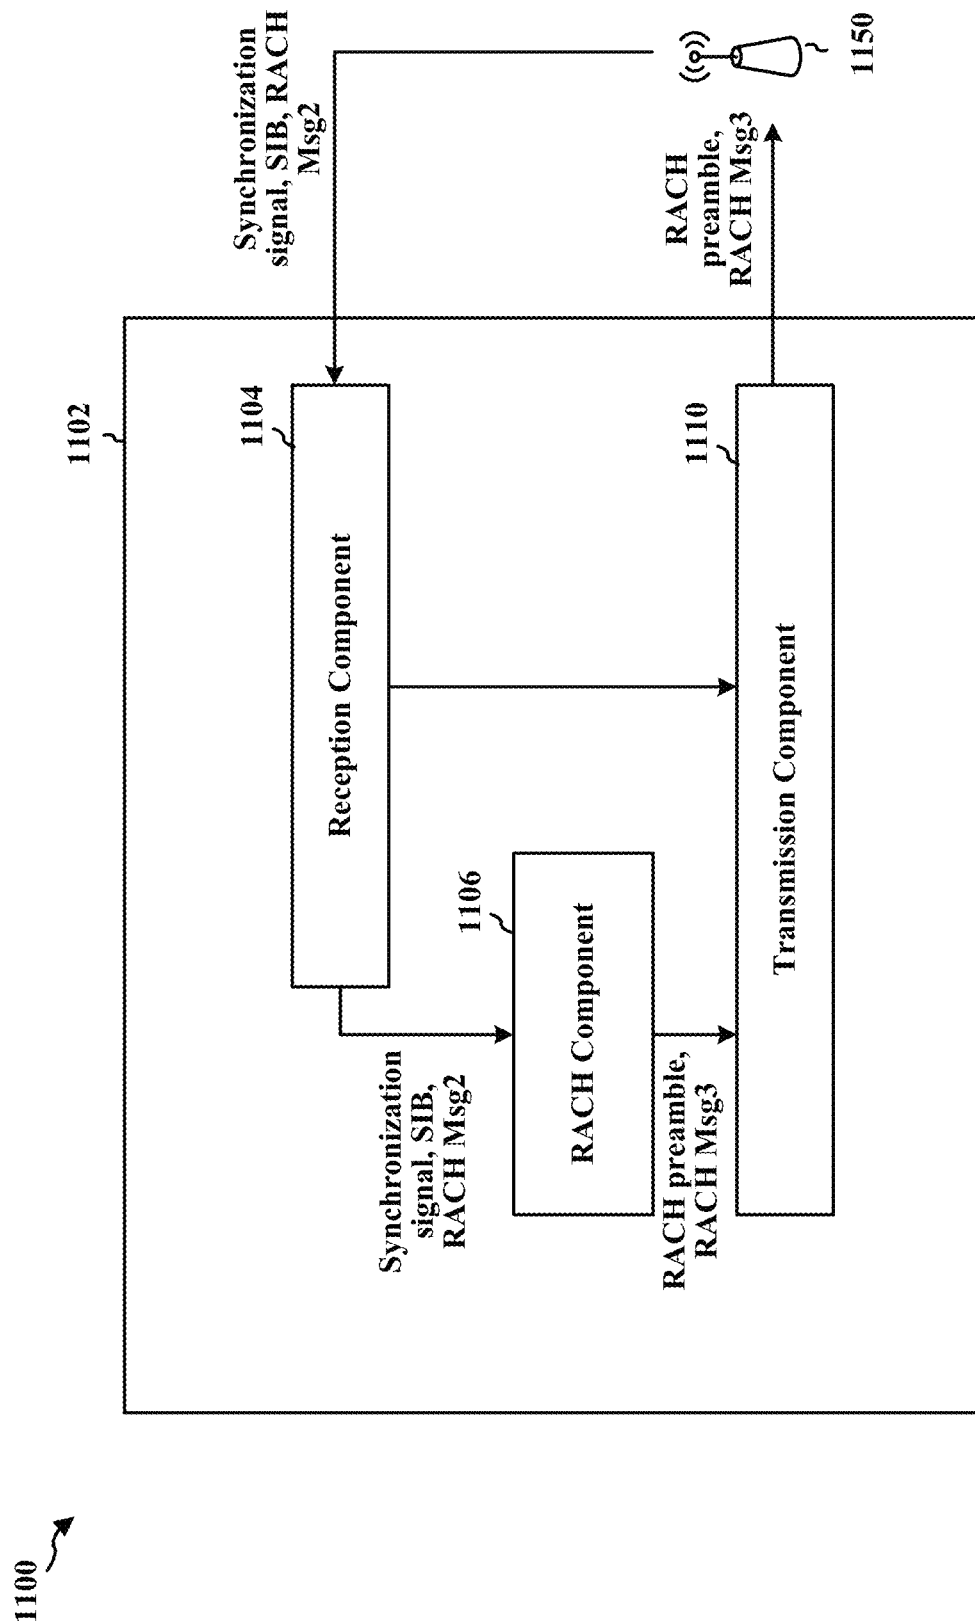 1100
1102
Synchronization
signal, SIB, RACH
Msg2
1104
Reception Component
Synchronization
signal, SIB,
RACH Msg2
1106
RACH Component
RACH preamble,
RACH Msg3
1110
Transmission Component
RACH
preamble,
RACH Msg3
1150